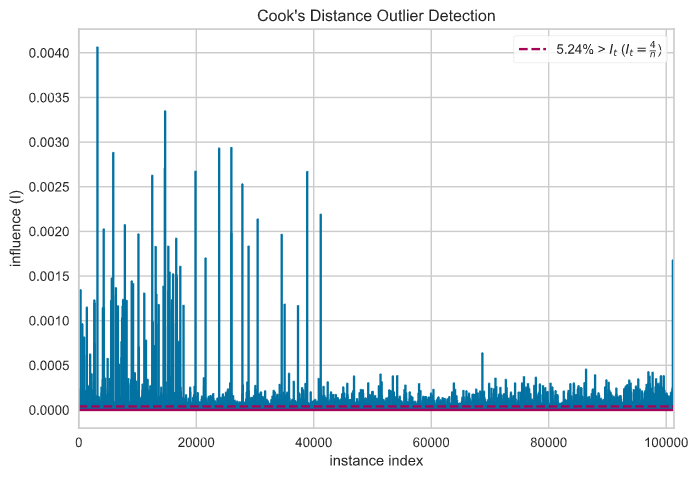 Cook's Distance Outlier Detection
5.24% > I_t (I_t = 4/n)
influence (I)
0.0040
0.0035
0.0030
0.0025
0.0020
0.0015
0.0010
0.0005
0.0000
0 20000 40000 60000 80000 100000
instance index